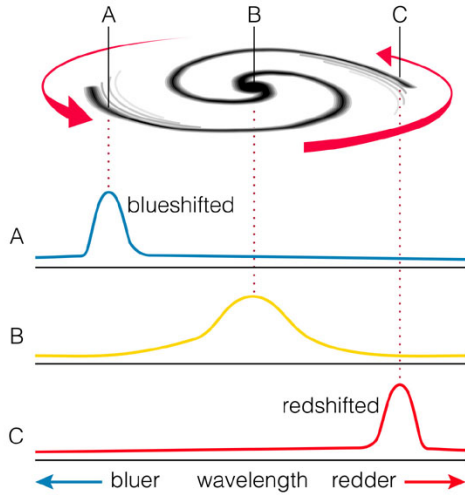 A B C
blueshifted
A
B
redshifted
C
bluer wavelength redder